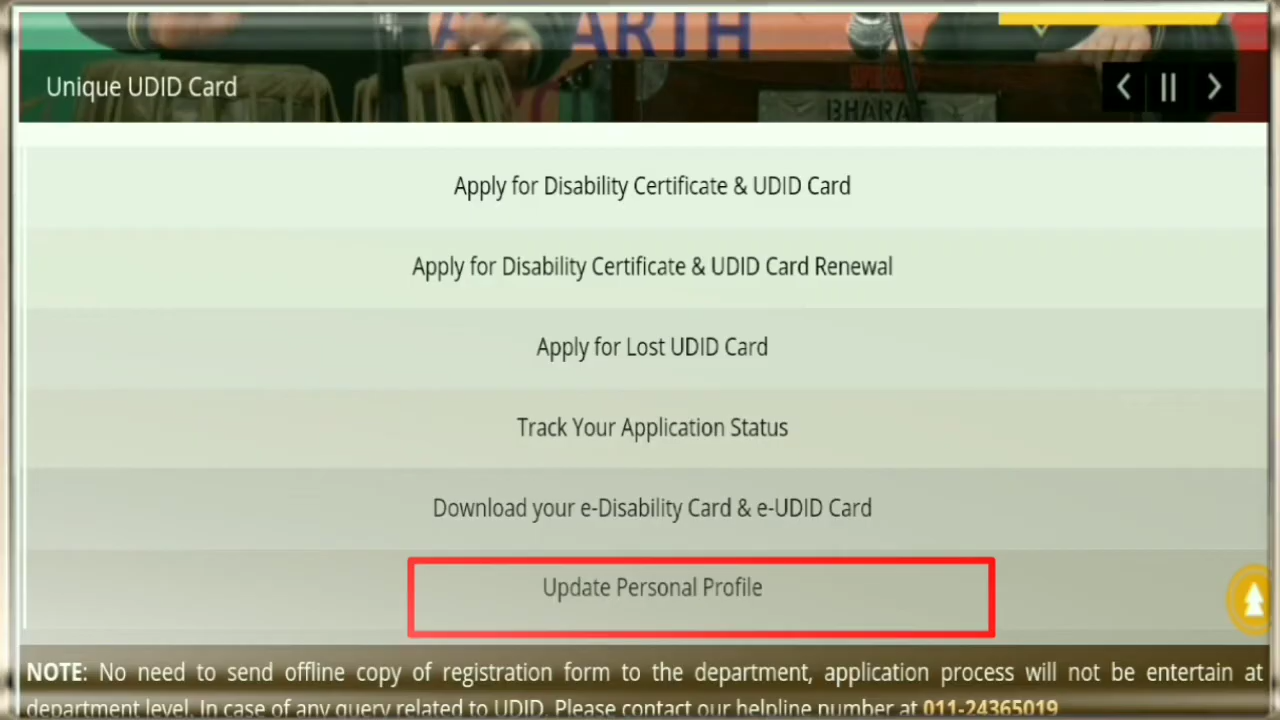 ARTH
Unique UDID Card
BHARAT
Apply for Disability Certificate & UDID Card
Apply for Disability Certificate & UDID Card Renewal
Apply for Lost UDID Card
Track Your Application Status
Download your e-Disability Card & e-UDID Card
Update Personal Profile
NOTE: No need to send offline copy of registration form to the department, application process will not be entertain at
department level. In case of any query related to UDID, Please contact our helpline number at 011-24365019